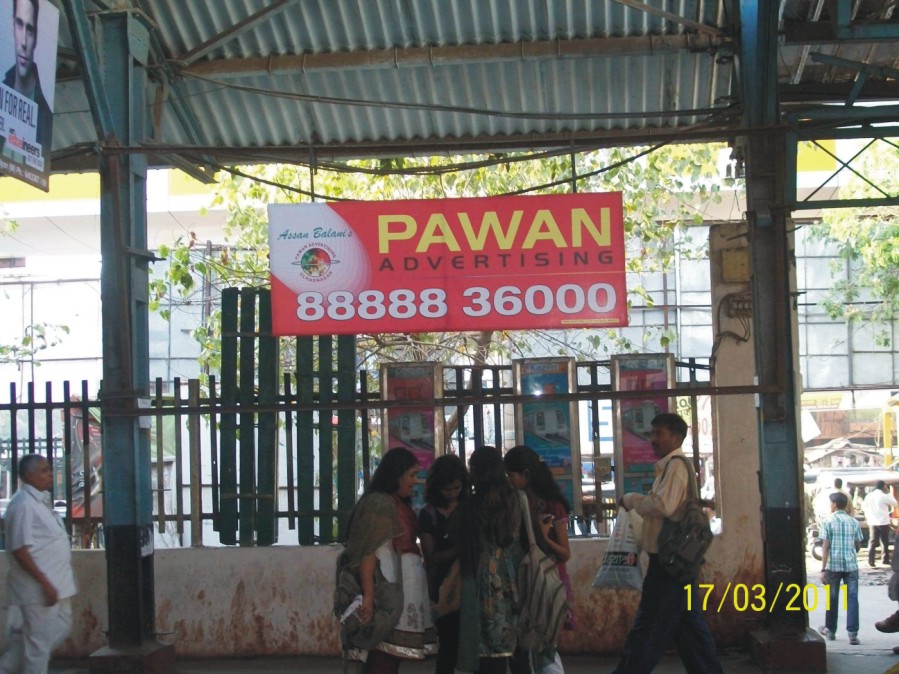 FOR REAL.
Assan Balani's
PAWAN
ADVERTISING
88888 36000
17/03/2011